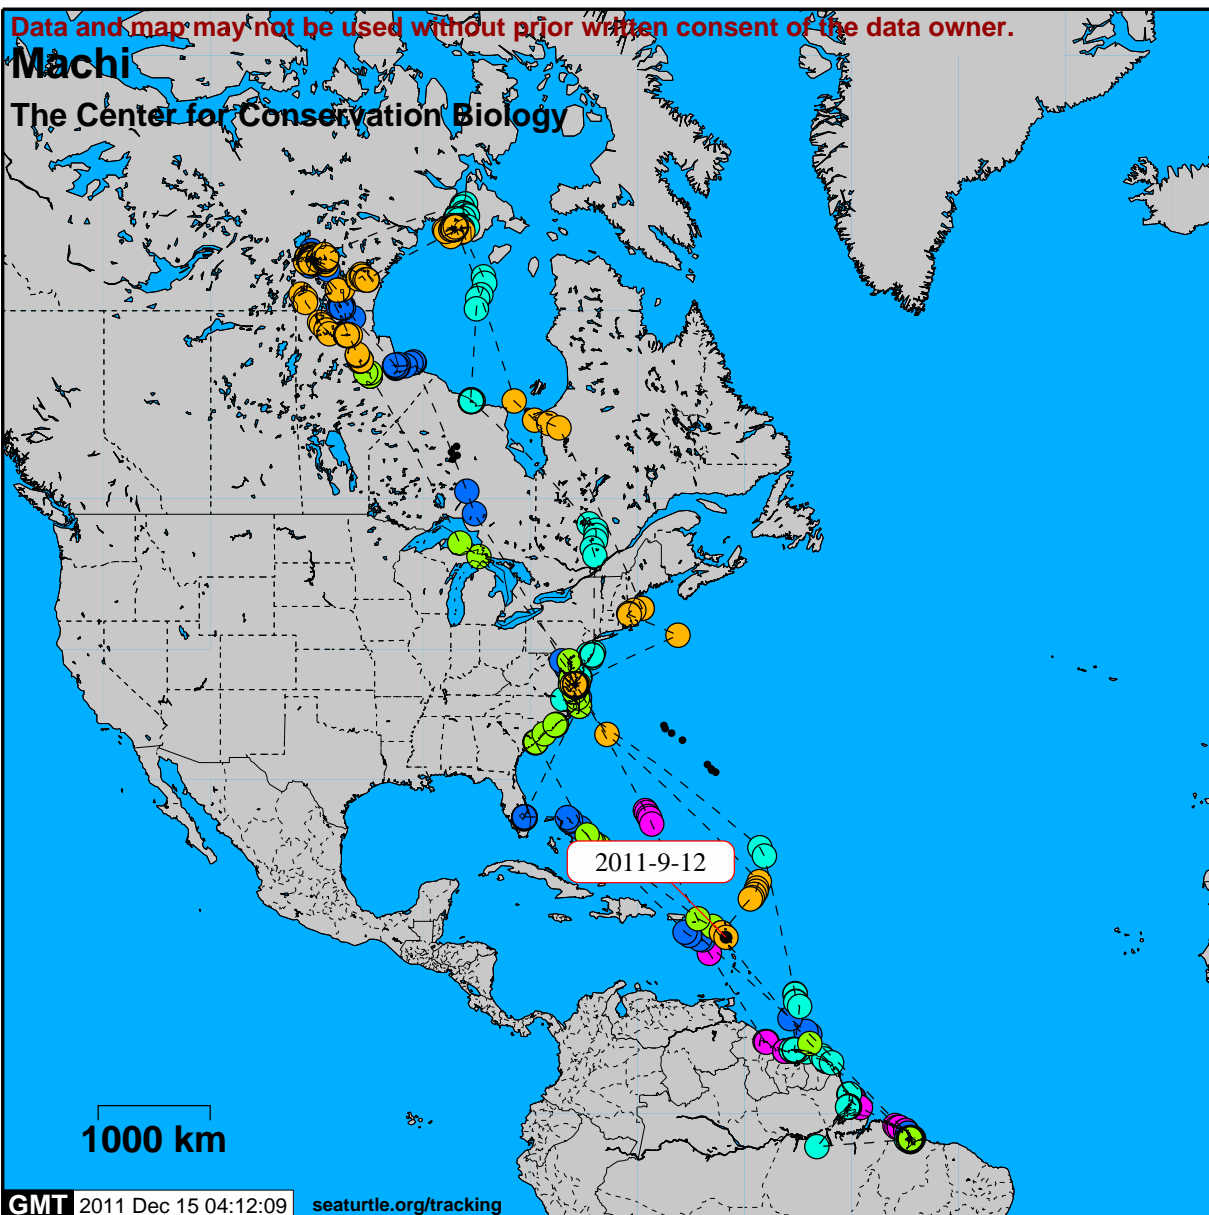 Data and map may not be used without prior written consent of the data owner.
Machi
The Center for Conservation Biology
2011-9-12
1000 km
GMT 2011 Dec 15 04:12:09 seaturtle.org/tracking